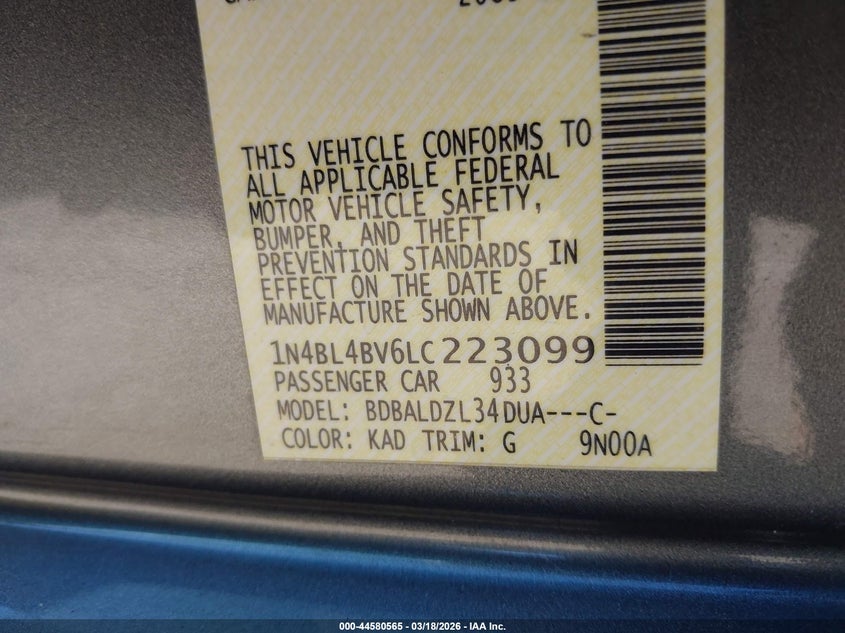 THIS VEHICLE CONFORMS TO
ALL APPLICABLE FEDERAL
MOTOR VEHICLE SAFETY,
BUMPER, AND THEFT
PREVENTION STANDARDS IN
EFFECT ON THE DATE OF
MANUFACTURE SHOWN ABOVE.
1N4BL4BV6LC223099
PASSENGER CAR 933
MODEL: BDBALDZL34DUA---C-
COLOR: KAD TRIM: G 9N00A
000-44580565 - 03/18/2026 - IAA Inc.